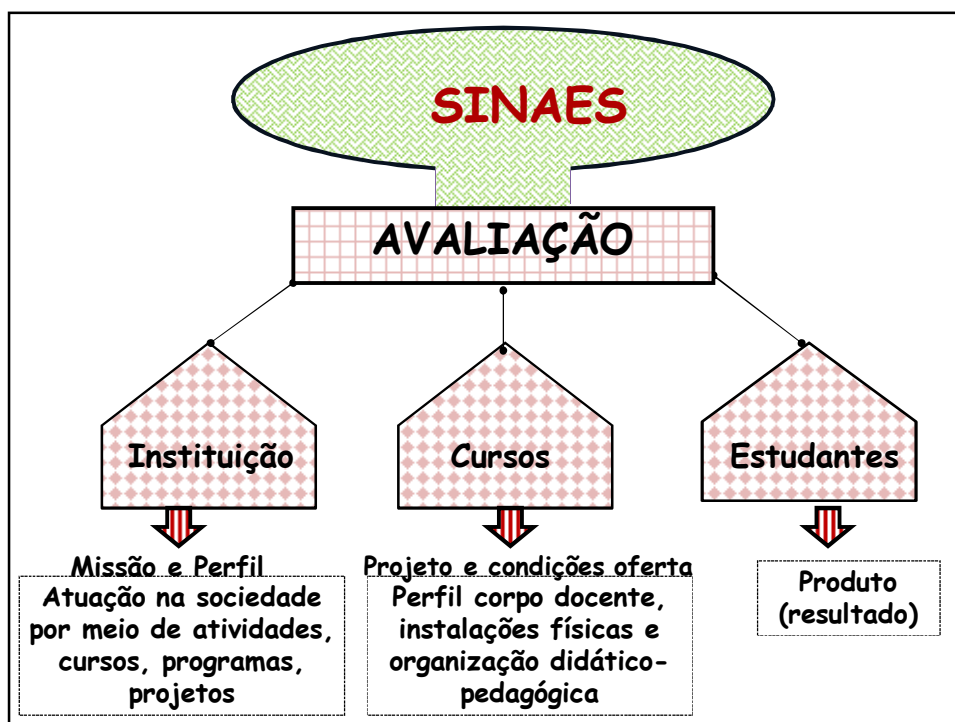 SINAES
AVALIAÇÃO
Instituição
Cursos
Estudantes
Missão e Perfil
Atuação na sociedade
por meio de atividades,
cursos, programas,
projetos
Projeto e condições oferta
Perfil corpo docente,
instalações físicas e
organização didático-
pedagógica
Produto
(resultado)